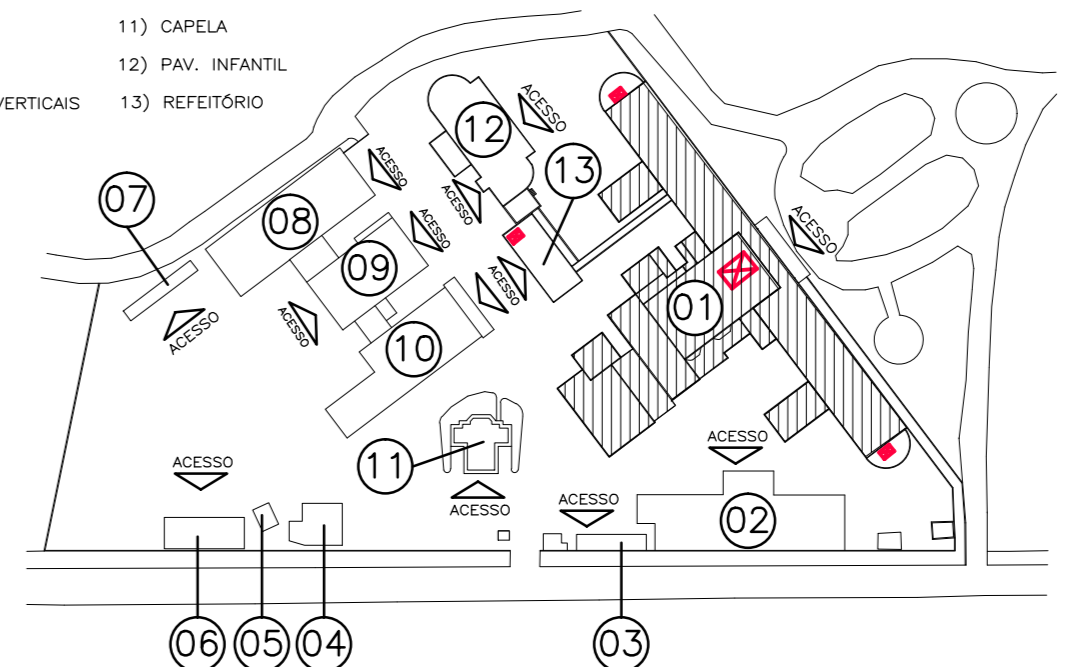 11) CAPELA
12) PAV. INFANTIL
VERTICAIS 13) REFEITÓRIO
ACESSO
12
ACESSO
13
07
08
ACESSO
ACESSO
ACESSO
09
01
ACESSO
ACESSO
ACESSO
ACESSO
10
ACESSO
11
ACESSO
ACESSO
ACESSO
02
06
05
04
03